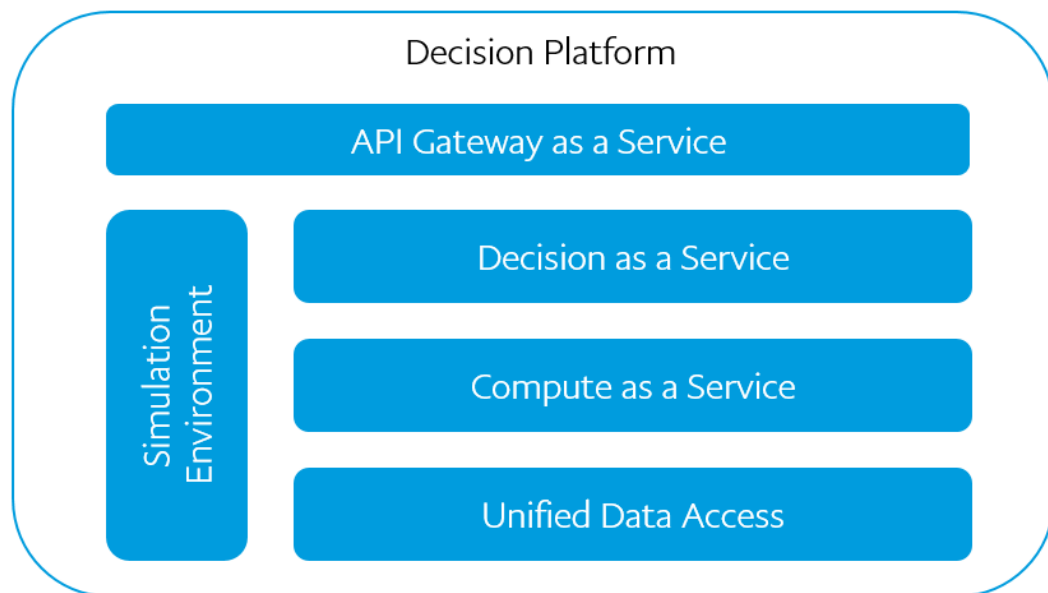 Decision Platform
API Gateway as a Service
Simulation
Environment
Decision as a Service
Compute as a Service
Unified Data Access